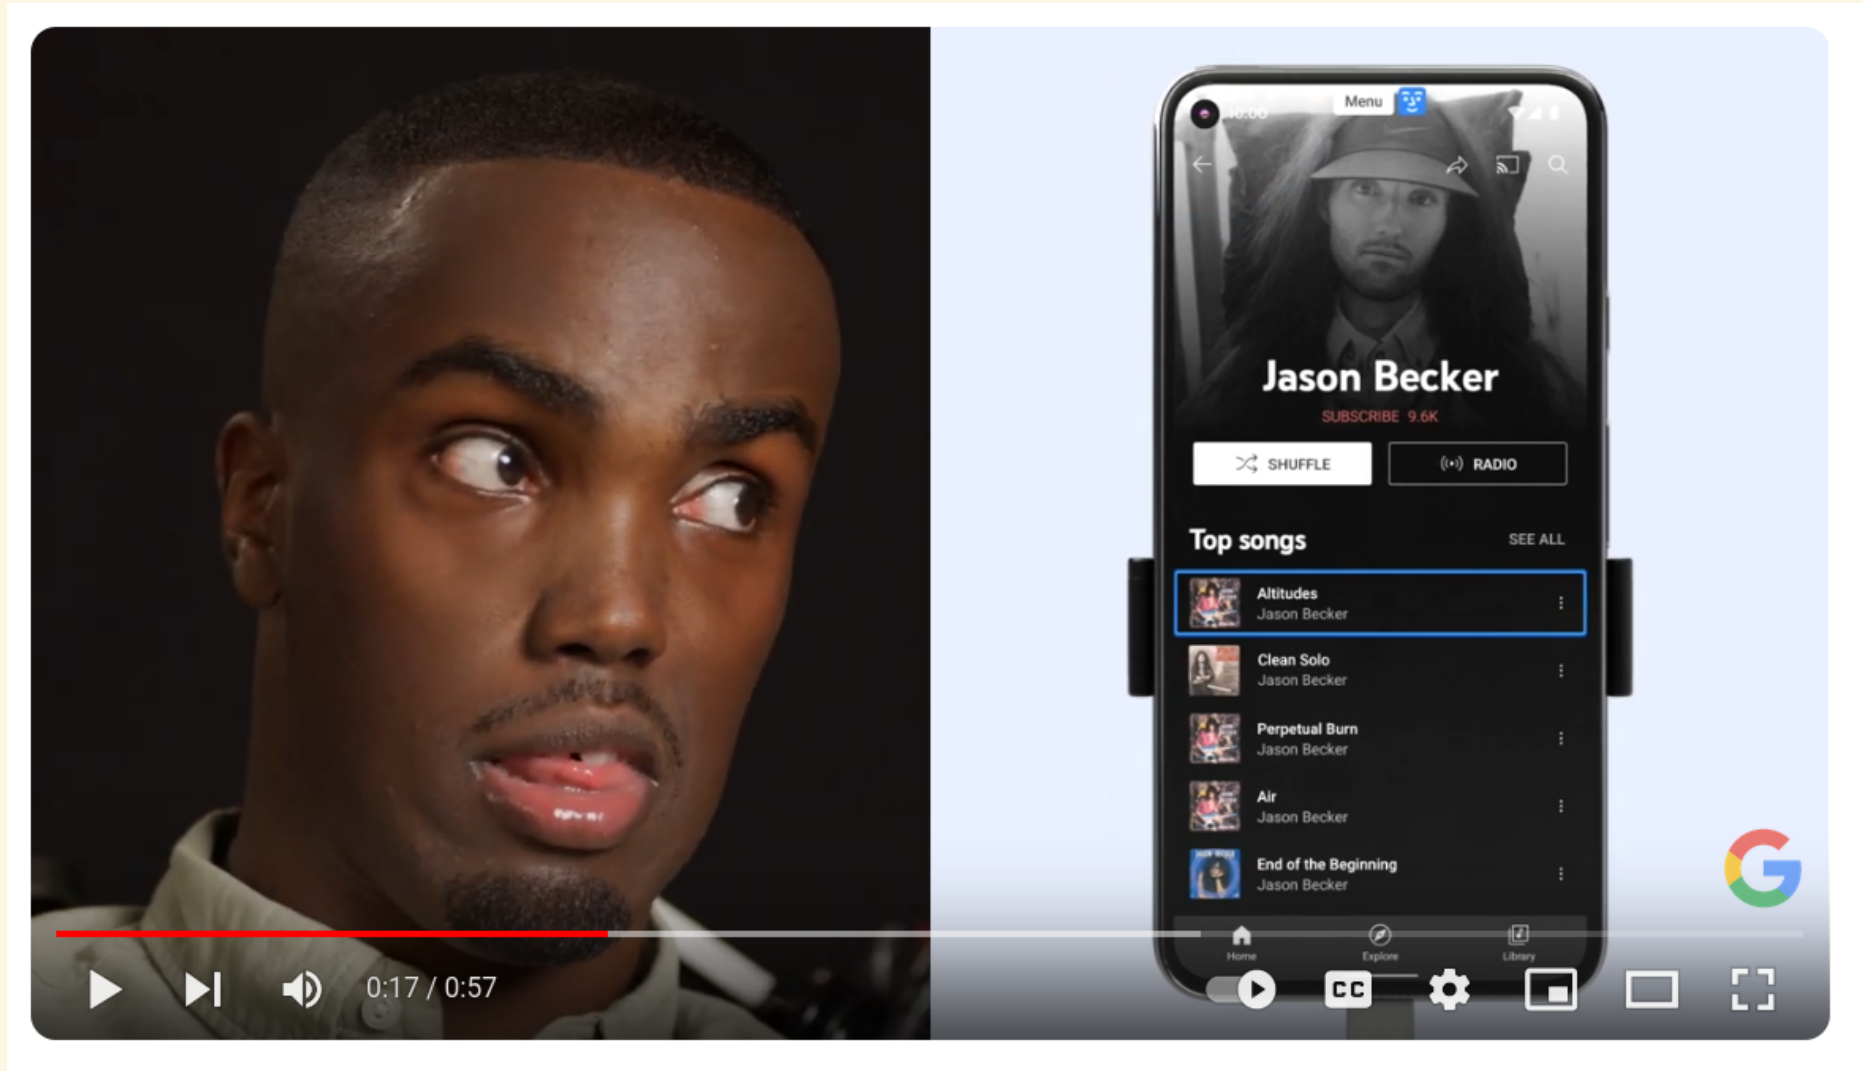 10:00
Menu
Jason Becker
SUBSCRIBE 9.6K
SHUFFLE
RADIO
Top songs
SEE ALL
Altitudes
Jason Becker
Clean Solo
Jason Becker
Perpetual Burn
Jason Becker
Air
Jason Becker
End of the Beginning
Jason Becker
Home
Explore
Library
0:17 / 0:57
CC